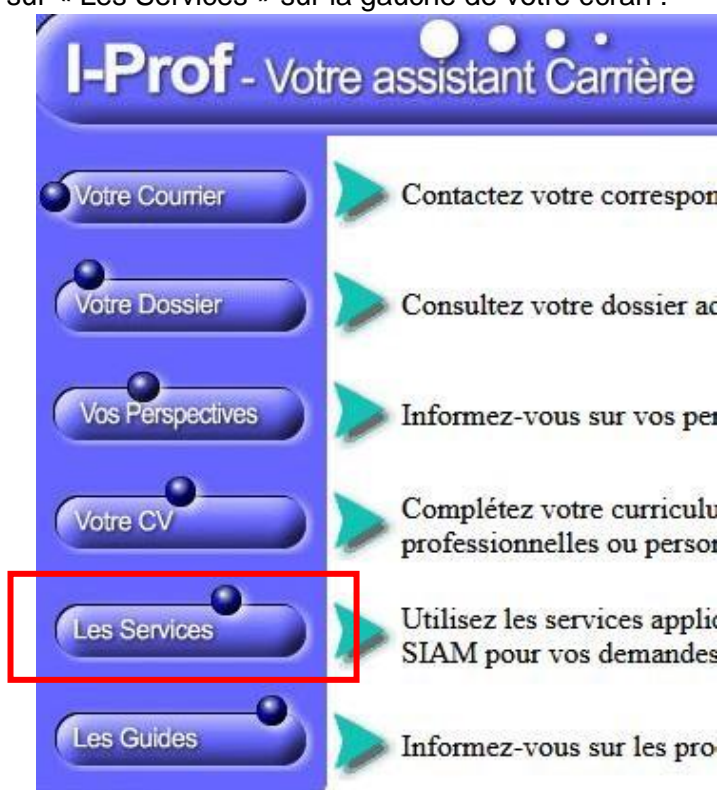 sur « Les Services » sur la gauche de votre écran :
I-Prof - Votre assistant Carrière
Votre Courrier
Contactez votre correspon
Votre Dossier
Consultez votre dossier
Vos Perspectives
Informez-vous sur vos per
Votre CV
Complétez votre curriculu
professionnelles ou person
Les Services
Utilisez les services applic
SIAM pour vos demandes
Les Guides
Informez-vous sur les pro